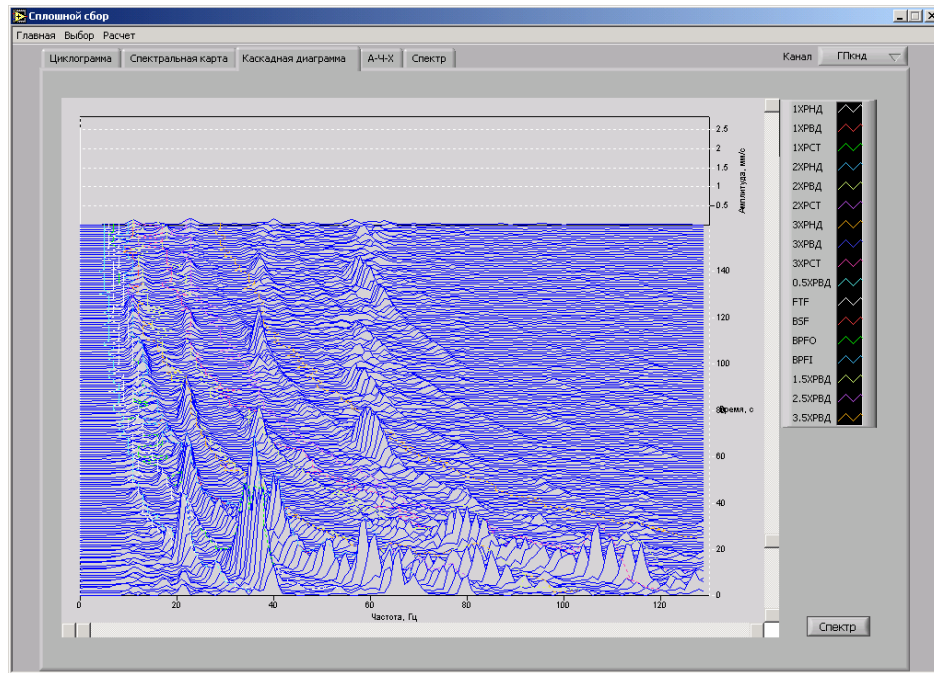 Сплошной сбор
Главная Выбор Расчет
Циклограмма Спектральная карта Каскадная диаграмма А-Ч-Х Спектр
Канал ГПкнд
2.5
2
1.5
1
0.5
Амплитуда, мм/с
140
120
100
80
Время, с
60
40
20
0
0 20 40 60 80 100 120
Частота, Гц
1ХРНД
1ХРВД
1ХРСТ
2ХРНД
2ХРВД
2ХРСТ
3ХРНД
3ХРВД
3ХРСТ
0.5ХРВД
FTF
BSF
BPFO
BPFI
1.5ХРВД
2.5ХРВД
3.5ХРВД
Спектр